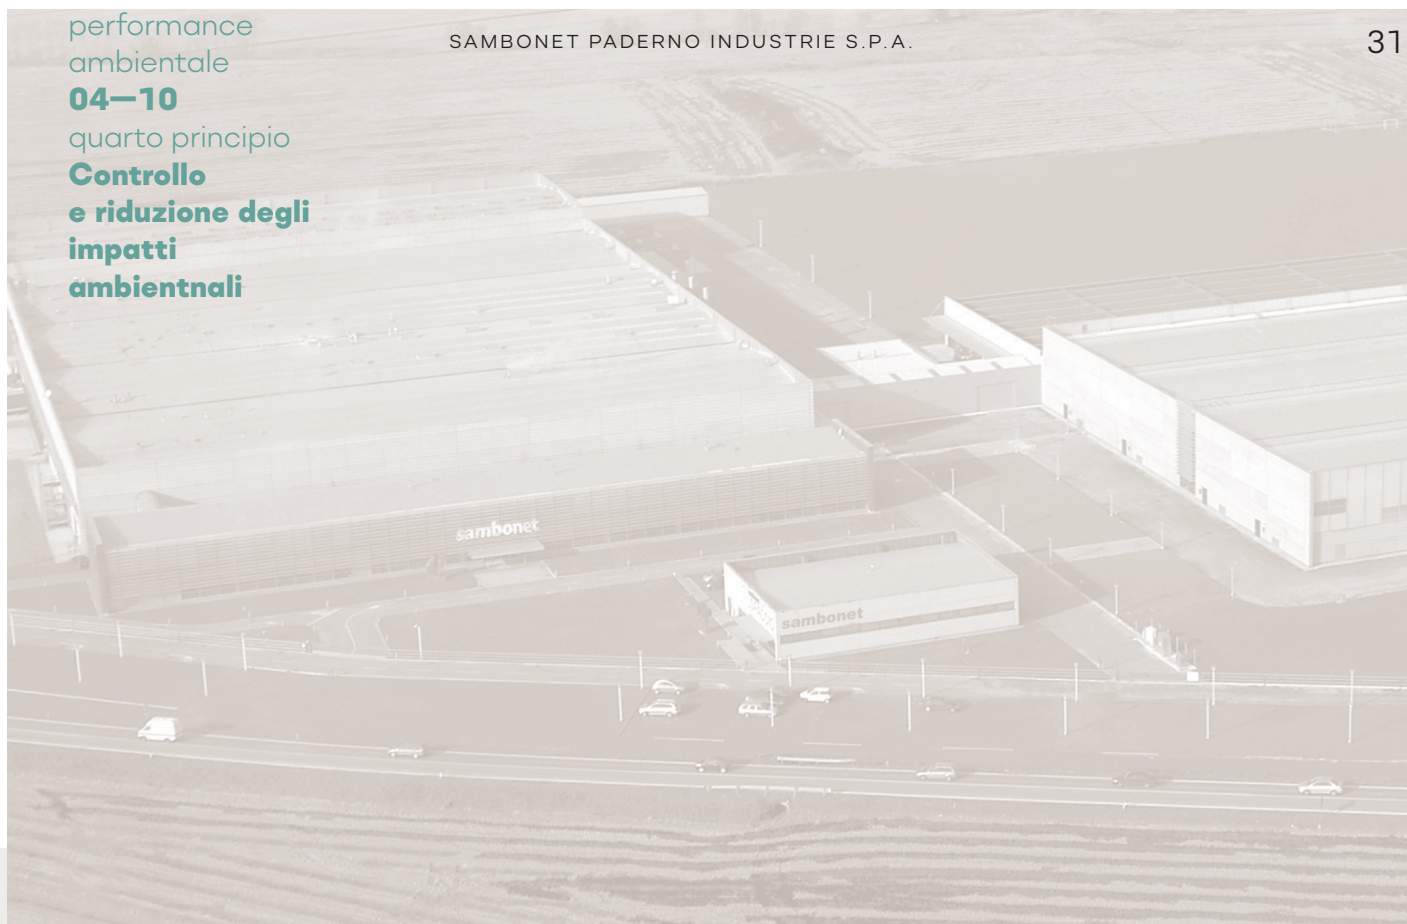 performance
ambientale
04—10
quarto principio
Controllo
e riduzione degli
impatti
ambientnali
SAMBONET PADERNO INDUSTRIE S.P.A.
31
sambonet
sambonet